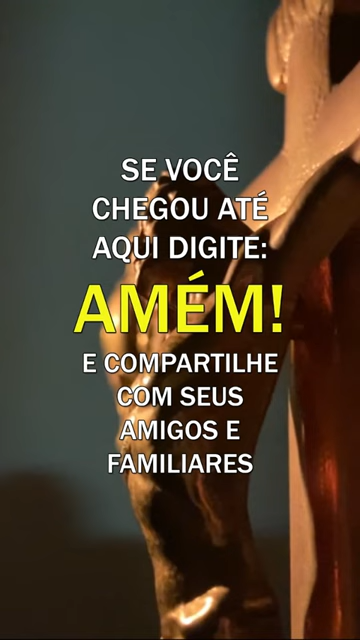 SE VOCÊ
CHEGOU ATÉ
AQUI DIGITE:
AMÉM!
E COMPARTILHE
COM SEUS
AMIGOS E
FAMILIARES